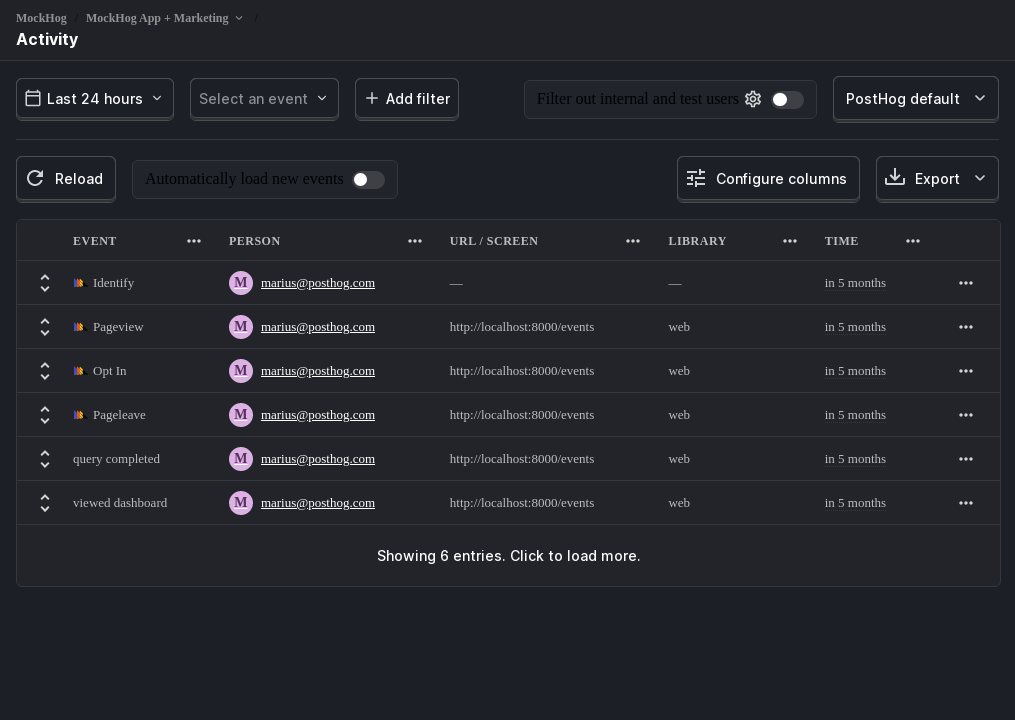 MockHog / MockHog App + Marketing /
Activity
Last 24 hours Select an event Add filter Filter out internal and test users PostHog default
Reload Automatically load new events Configure columns Export
EVENT PERSON URL / SCREEN LIBRARY TIME
Identify M marius@posthog.com — — in 5 months
Pageview M marius@posthog.com http://localhost:8000/events web in 5 months
Opt In M marius@posthog.com http://localhost:8000/events web in 5 months
Pageleave M marius@posthog.com http://localhost:8000/events web in 5 months
query completed M marius@posthog.com http://localhost:8000/events web in 5 months
viewed dashboard M marius@posthog.com http://localhost:8000/events web in 5 months
Showing 6 entries. Click to load more.